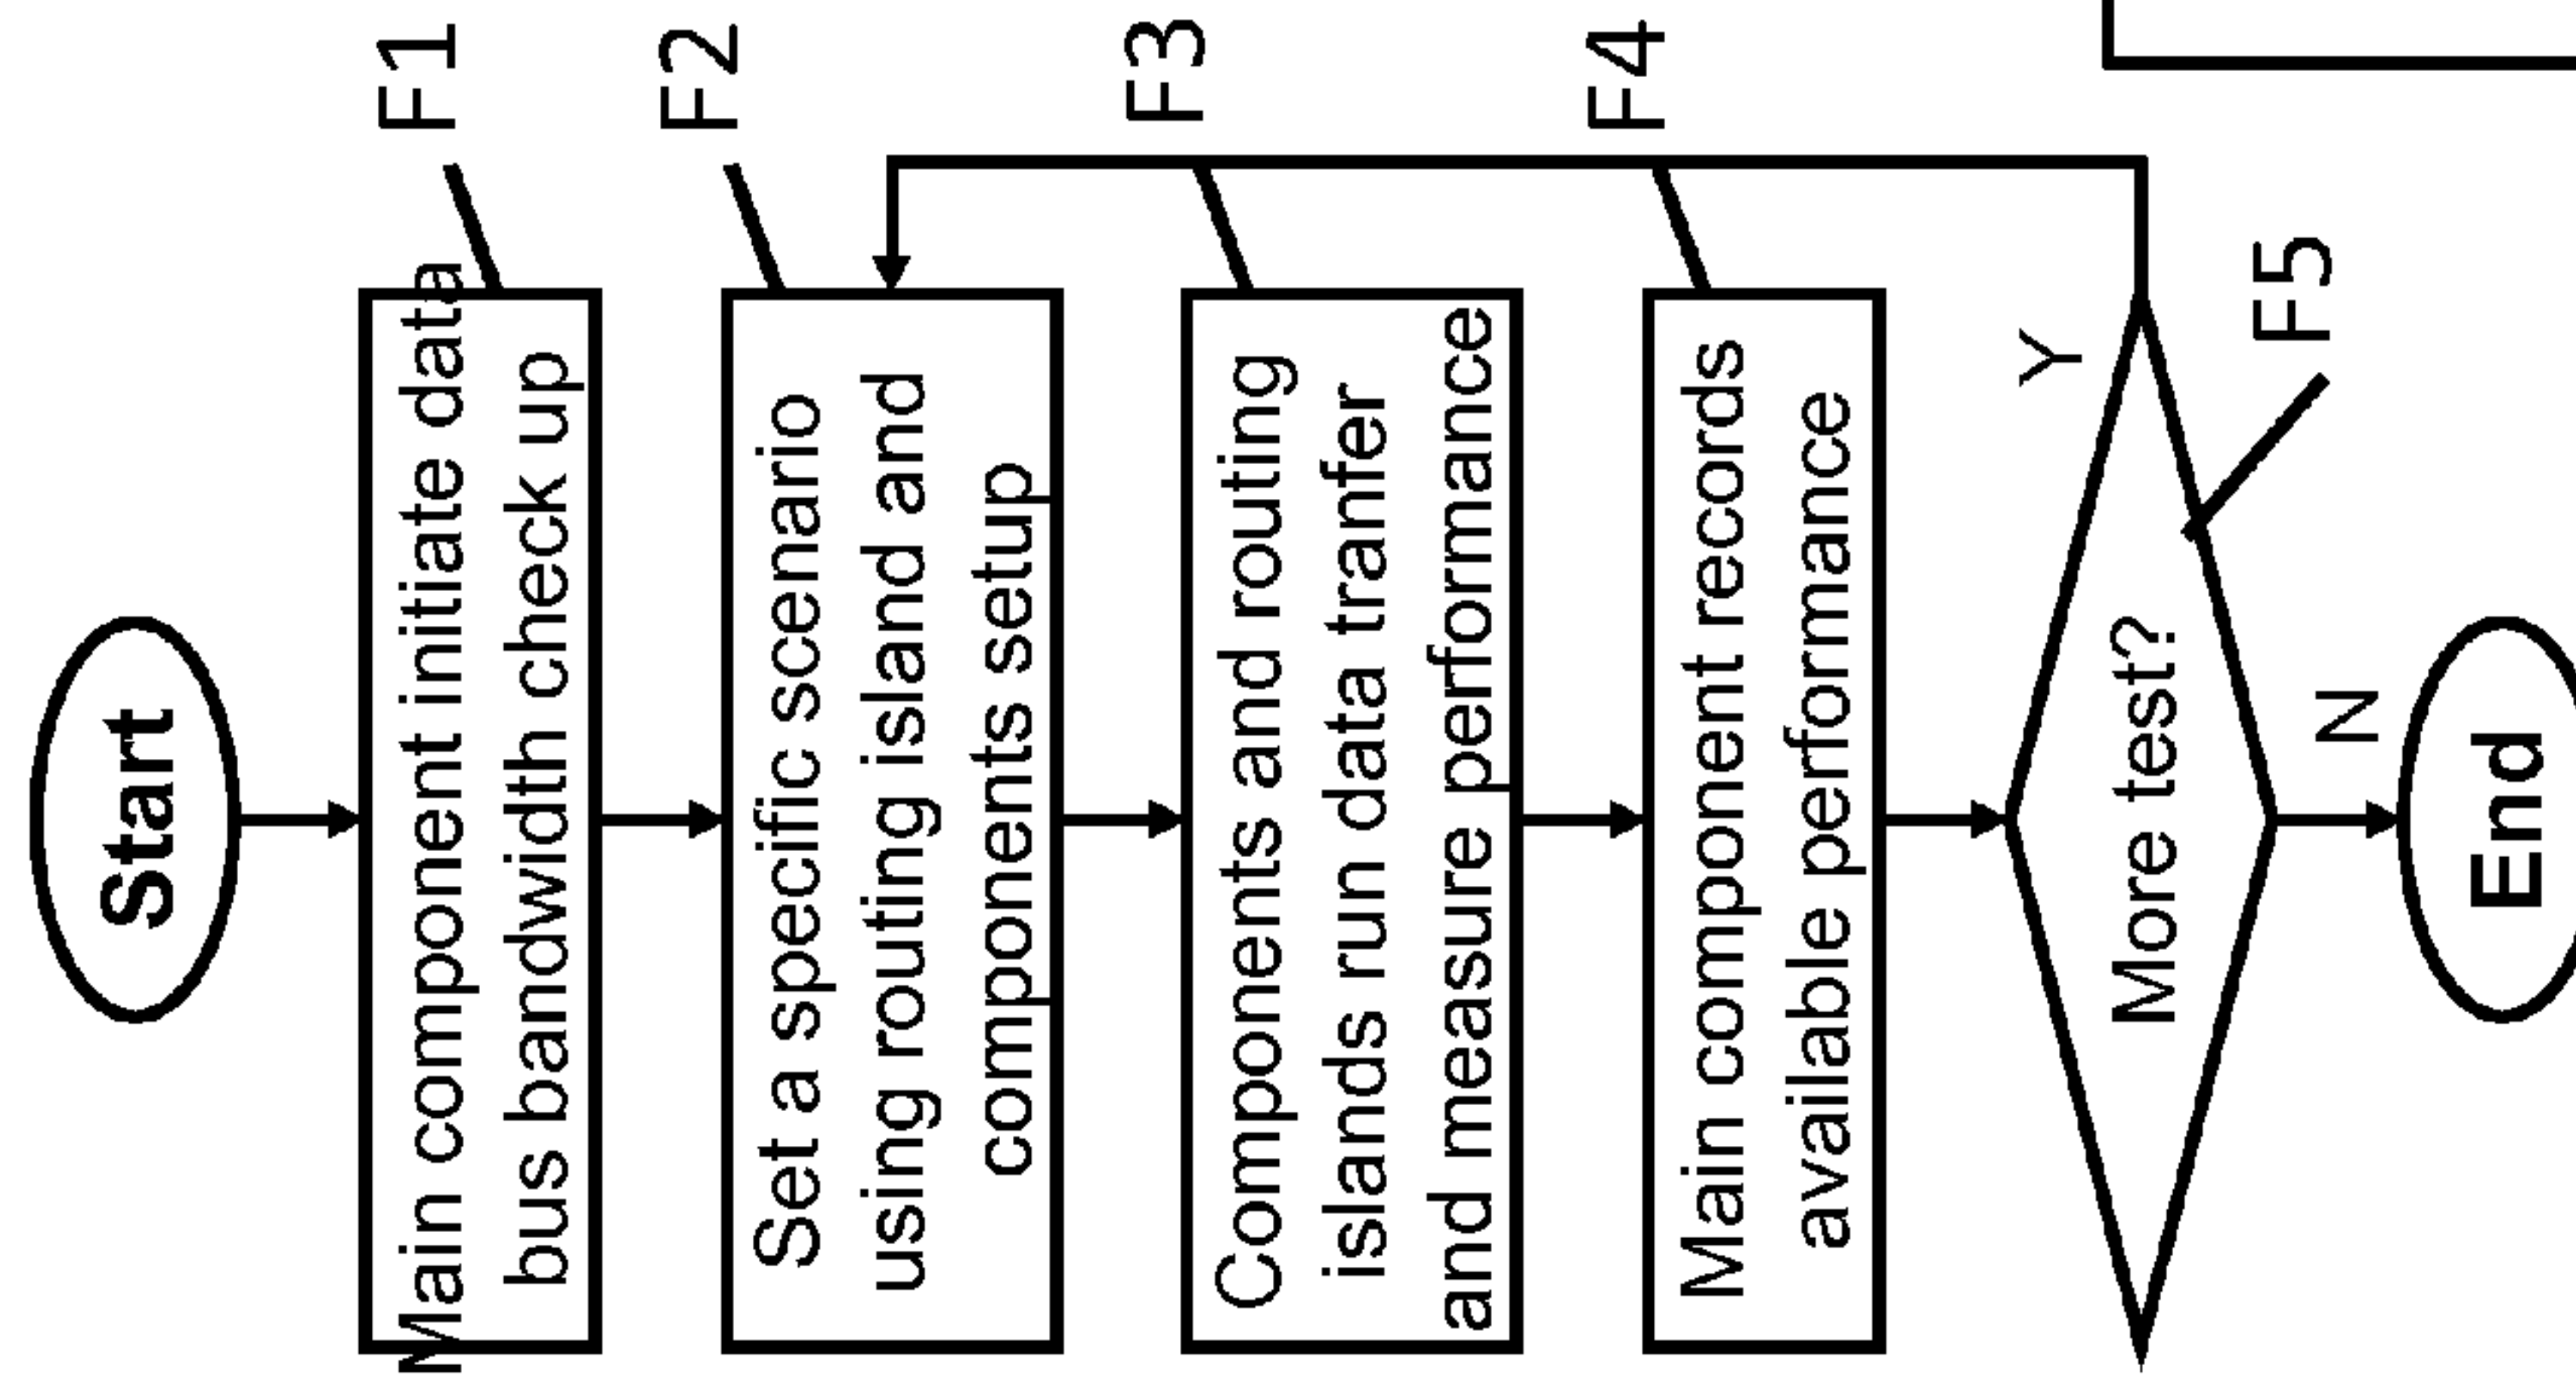 Start
F1
Main component initiate data
bus bandwidth check up
F2
Set a specific scenario
using routing island and
components setup
F3
Components and routing
islands run data tranfer
and measure performance
F4
Main component records
available performance
Y
More test?
F5
N
End